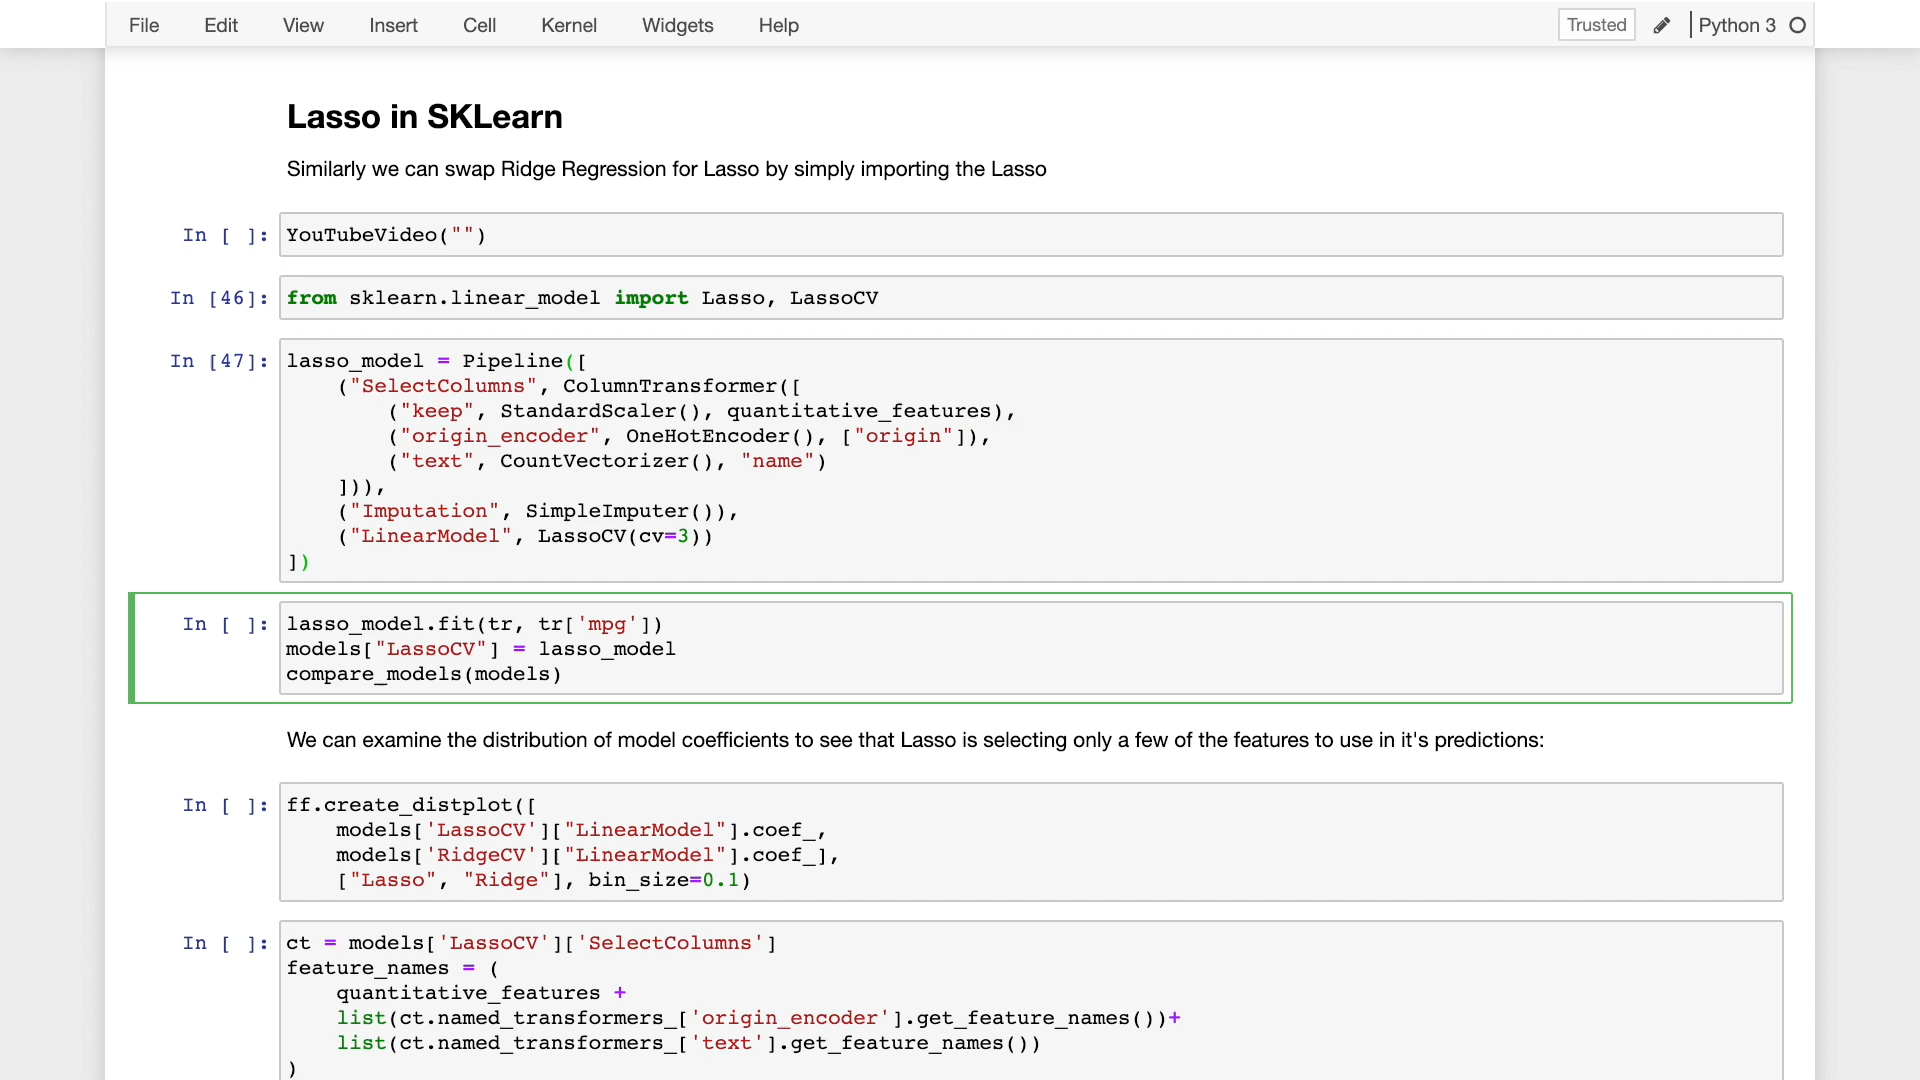 File Edit View Insert Cell Kernel Widgets Help Trusted Python 3
Lasso in SKLearn
Similarly we can swap Ridge Regression for Lasso by simply importing the Lasso
In [ ]: YouTubeVideo("")
In [46]: from sklearn.linear_model import Lasso, LassoCV
In [47]: lasso_model = Pipeline([
    ("SelectColumns", ColumnTransformer([
        ("keep", StandardScaler(), quantitative_features),
        ("origin_encoder", OneHotEncoder(), ["origin"]),
        ("text", CountVectorizer(), "name")
    ])),
    ("Imputation", SimpleImputer()),
    ("LinearModel", LassoCV(cv=3))
])
In [ ]: lasso_model.fit(tr, tr['mpg'])
models["LassoCV"] = lasso_model
compare_models(models)
We can examine the distribution of model coefficients to see that Lasso is selecting only a few of the features to use in it's predictions:
In [ ]: ff.create_distplot([
    models['LassoCV']["LinearModel"].coef_,
    models['RidgeCV']["LinearModel"].coef_],
    ["Lasso", "Ridge"], bin_size=0.1)
In [ ]: ct = models['LassoCV']['SelectColumns']
feature_names = (
    quantitative_features +
    list(ct.named_transformers_['origin_encoder'].get_feature_names())+
    list(ct.named_transformers_['text'].get_feature_names())
)